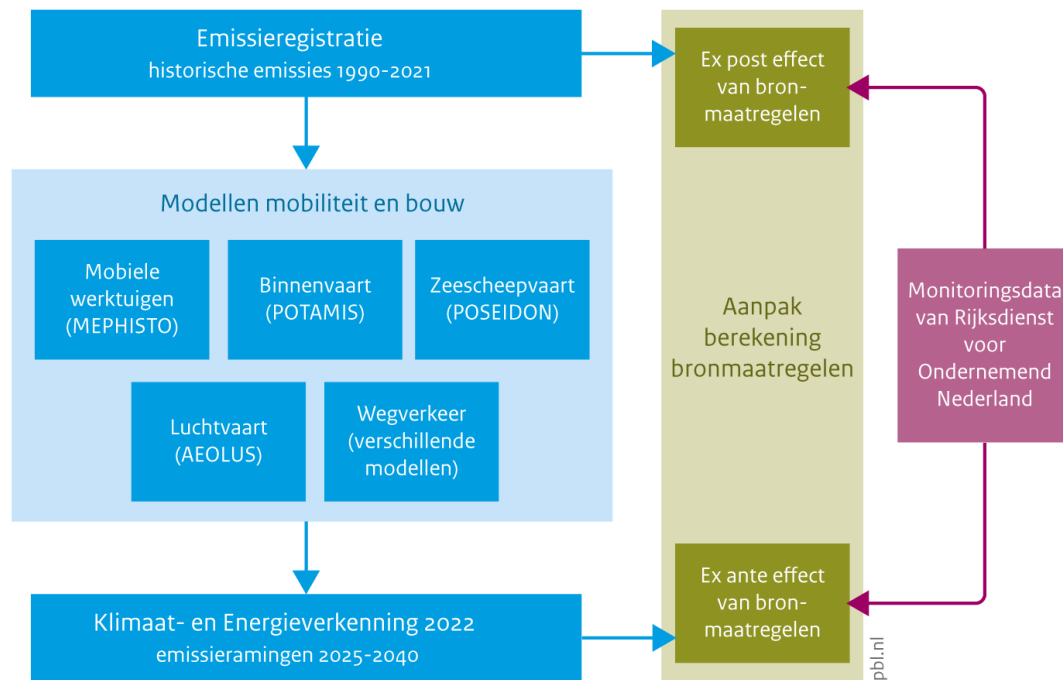 Emissieregistratie
historische emissies 1990-2021
Ex post effect
van bron-
maatregelen
Modellen mobiliteit en bouw
Mobiele
werktuigen
(MEPHISTO)
Binnenvaart
(POTAMIS)
Zeescheepvaart
(POSEIDON)
Luchtvaart
(AEOLUS)
Wegverkeer
(verschillende
modellen)
Aanpak
berekening
bronmaatregelen
Monitoringsdata
van Rijksdienst
voor
Ondernemend
Nederland
Klimaat- en Energieverkenning 2022
emissieramingen 2025-2040
Ex ante effect
van bron-
maatregelen
pbl.nl